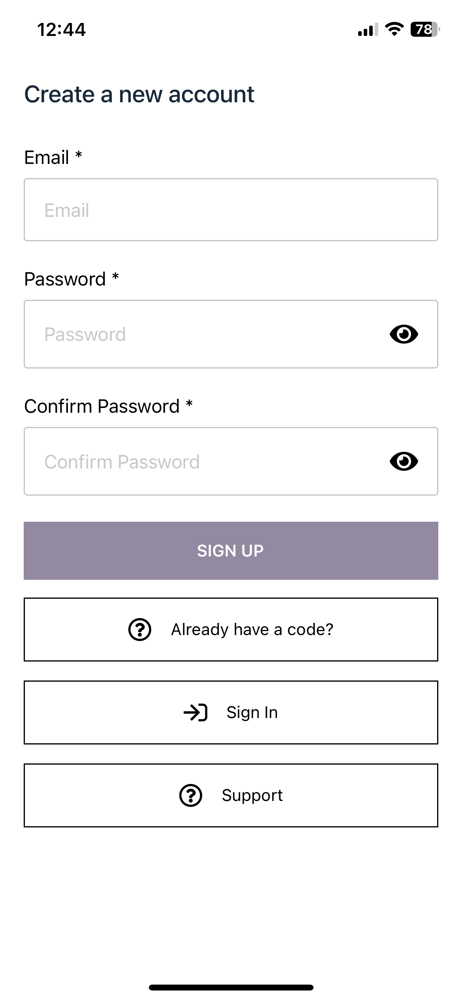 12:44
78
Create a new account
Email *
Email
Password *
Password
Confirm Password *
Confirm Password
SIGN UP
Already have a code?
Sign In
Support